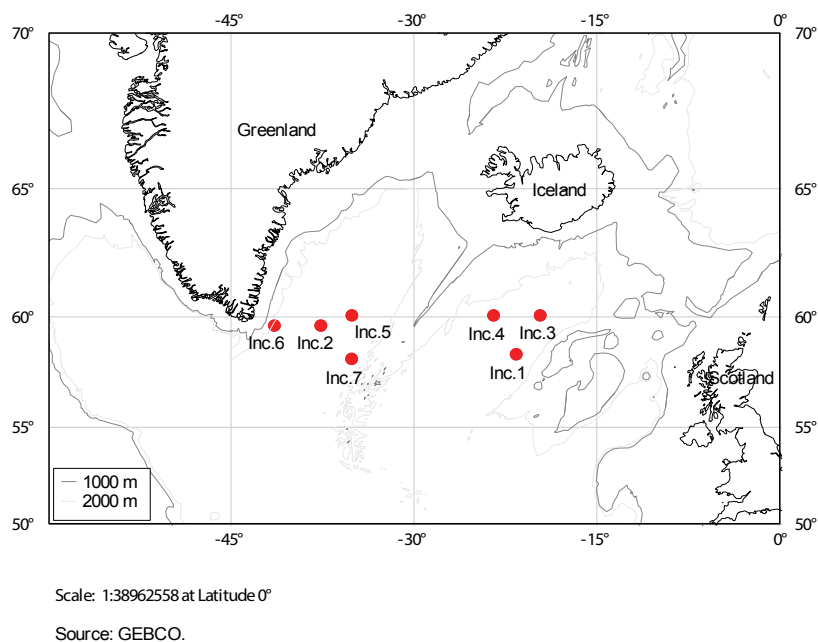 -45° -30° -15° 0°
70° 70°
Greenland
65° Iceland 65°
60° 60°
Inc.6 Inc.2 Inc.5 Inc.4 Inc.3
Inc.7 Inc.1 Scotland
55° 55°
1000 m
2000 m
50° 50°
-45° -30° -15° 0°
Scale: 1:38962558 at Latitude 0°
Source: GEBCO.